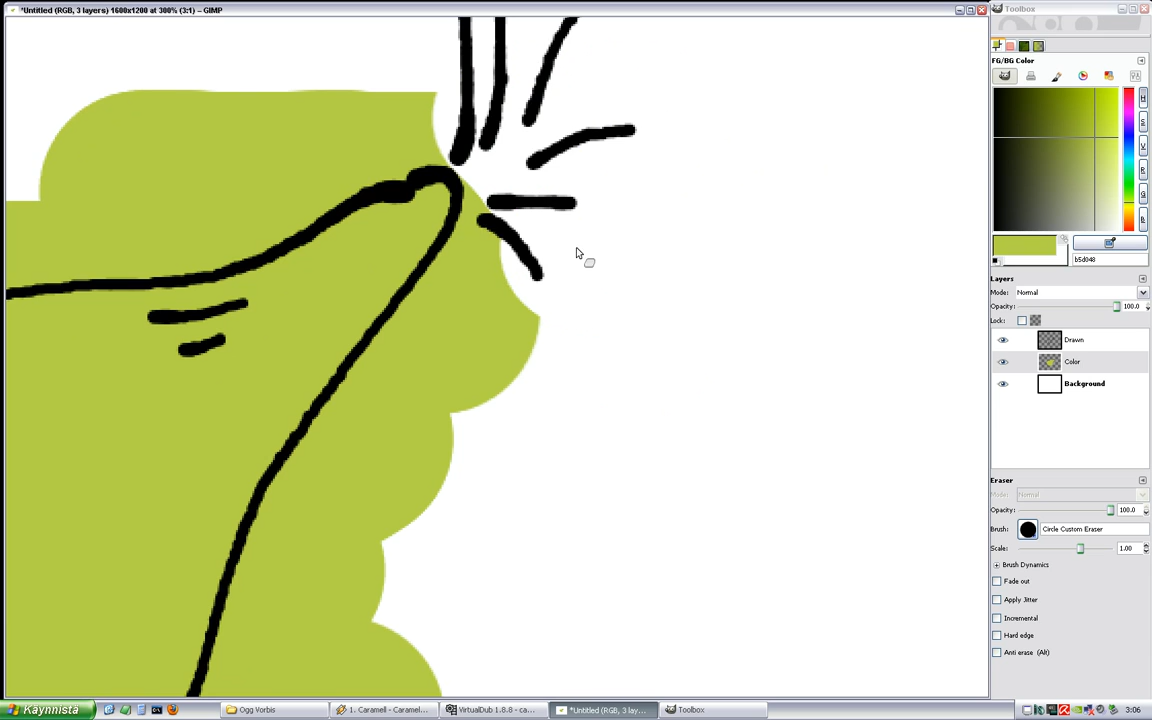 *Untitled (RGB, 3 layers) 1600x1200 at 300% (3:1) – GIMP
Toolbox
FG/BG Color
H
S
V
R
G
B
b5d048
Layers
Mode: Normal
Opacity: 100.0
Lock:
Drawn
Color
Background
Eraser
Mode: Normal
Opacity: 100.0
Brush: Circle Custom Eraser
Scale: 1.00
Brush Dynamics
Fade out
Apply Jitter
Incremental
Hard edge
Anti erase (Alt)
Käynnistä
Ogg Vorbis
1. Caramell - Caramel...
VirtualDub 1.8.8 - ca...
*Untitled (RGB, 3 lay...
Toolbox
3:06